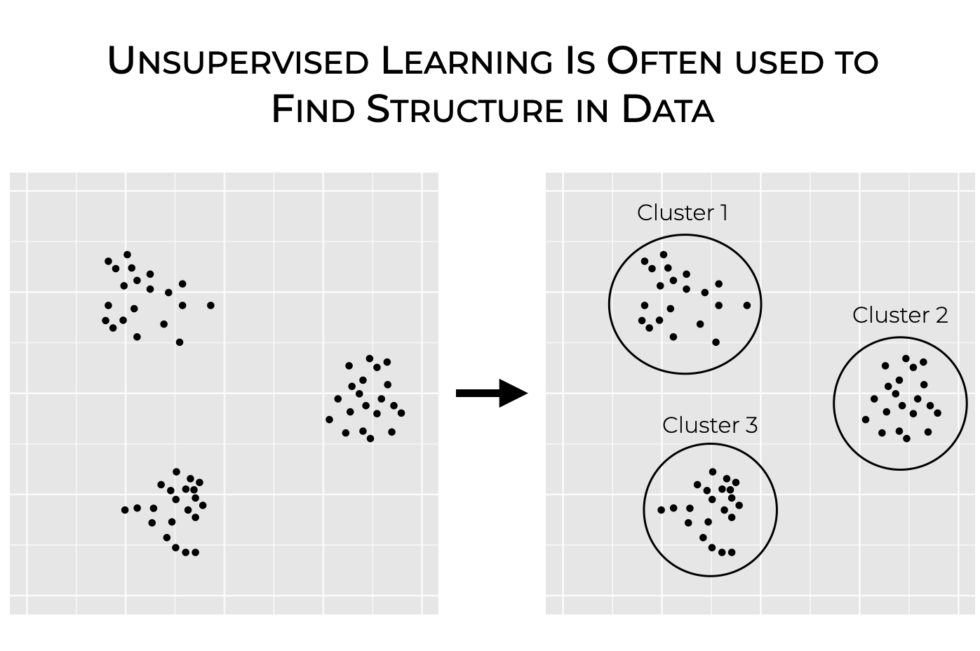 Unsupervised Learning Is Often used to
Find Structure in Data
Cluster 1
Cluster 2
Cluster 3